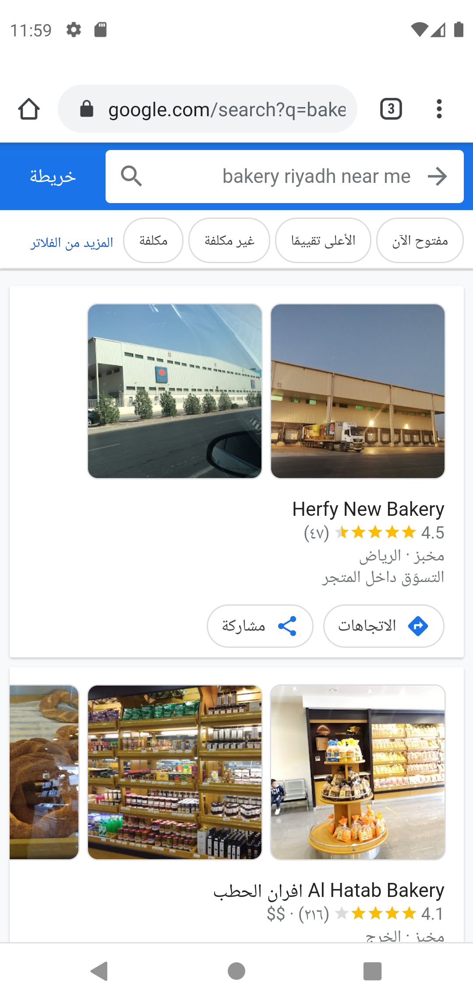 11:59
google.com/search?q=bake
3
bakery riyadh near me
خريطة
مفتوح الآن
الأعلى تقييمًا
غير مكلفة
مكلفة
المزيد من الفلاتر
Herfy New Bakery
4.5 (٤٧)
مخبز · الرياض
التسوّق داخل المتجر
الاتجاهات
مشاركة
Al Hatab Bakery افران الحطب
4.1 (٢١٦) · $$
مخبز · الخرج